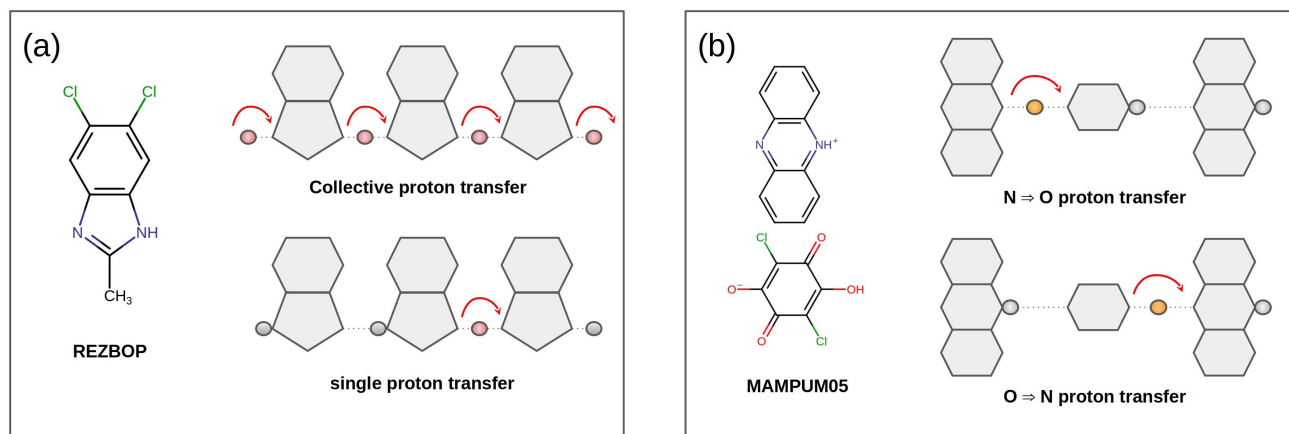 (a)
Cl
Cl
N
NH
CH3
REZBOP
Collective proton transfer
single proton transfer
(b)
N
NH+
Cl
O
O−
OH
O
Cl
MAMPUM05
N ⇒ O proton transfer
O ⇒ N proton transfer